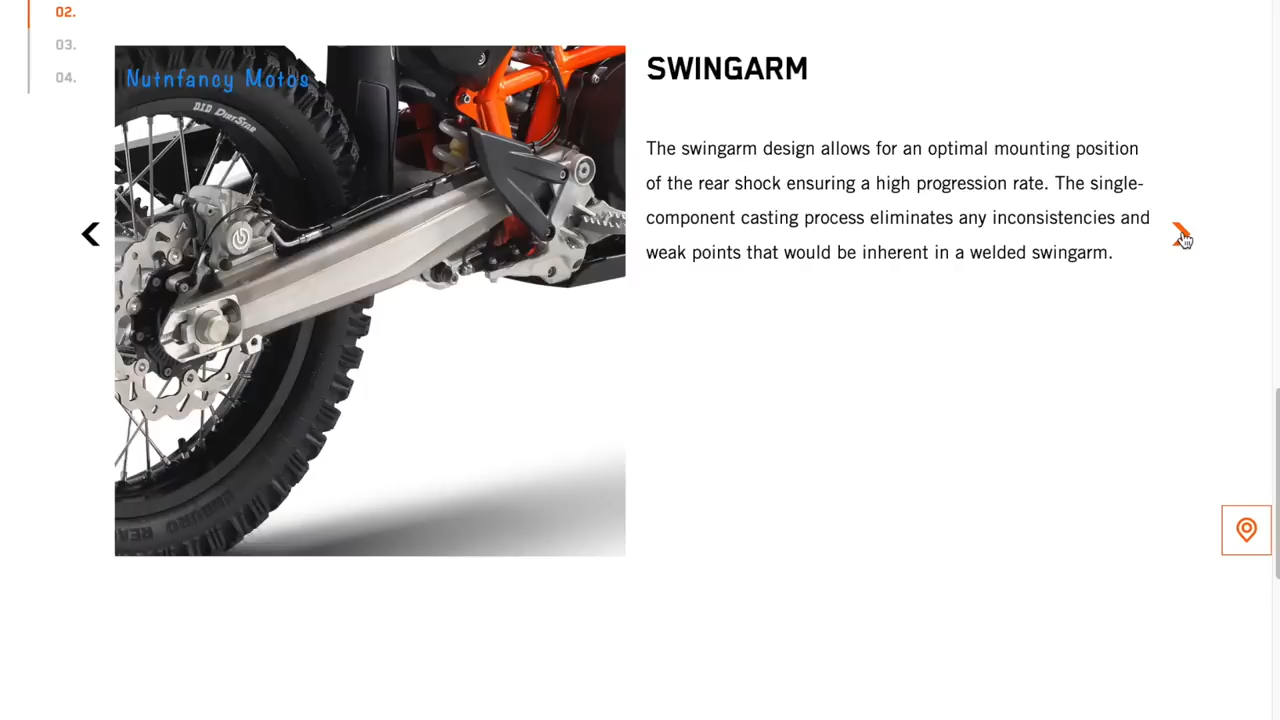 02.
03.
04.
Nutnfancy Motos
D.I.D DIRTSTAR
ENDURO
SWINGARM
The swingarm design allows for an optimal mounting position
of the rear shock ensuring a high progression rate. The single-
component casting process eliminates any inconsistencies and
weak points that would be inherent in a welded swingarm.